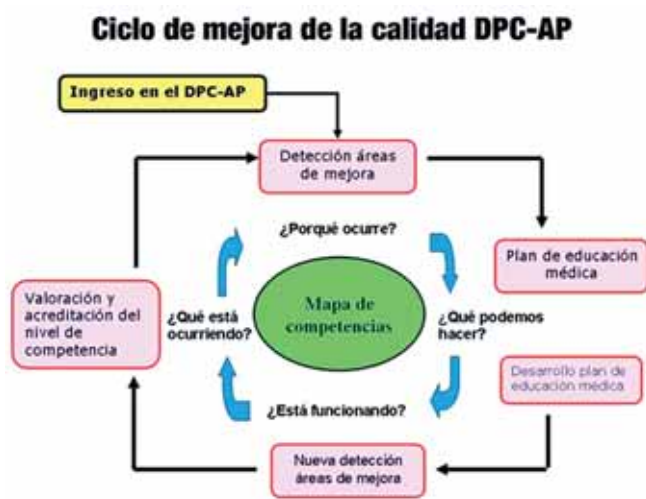 Ciclo de mejora de la calidad DPC-AP
Ingreso en el DPC-AP
Detección áreas
de mejora
¿Porqué ocurre?
Plan de educación
médica
Valoración y
acreditación del
nivel de
competencia
¿Qué está
ocurriendo?
Mapa de
competencias
¿Qué podemos
hacer?
Desarrollo plan de
educación médica
¿Está funcionando?
Nueva detección
áreas de mejora